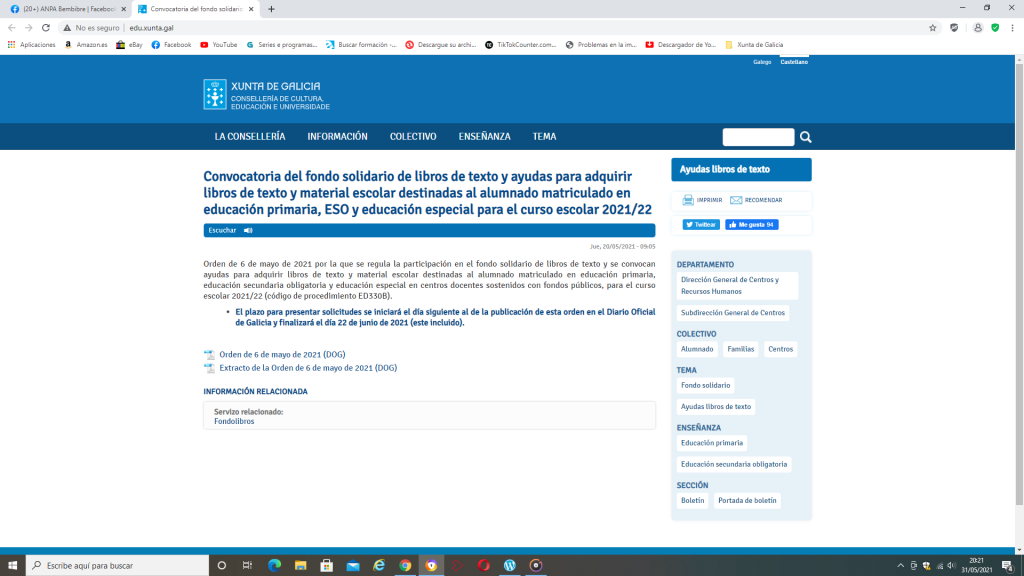 (20+) ANPA Bembibre | Facebook
Convocatoria del fondo solidario
No es seguro | edu.xunta.gal
Aplicaciones
Amazon.es
eBay
Facebook
YouTube
Series e programas...
Buscar formación -...
Descargue su archi...
TikTokCounter.com...
Problemas en la im...
Descargador de Yo...
Xunta de Galicia
Galego
Castellano
XUNTA DE GALICIA
CONSELLERÍA DE CULTURA,
EDUCACIÓN E UNIVERSIDADE
LA CONSELLERÍA
INFORMACIÓN
COLECTIVO
ENSEÑANZA
TEMA
Convocatoria del fondo solidario de libros de texto y ayudas para adquirir
libros de texto y material escolar destinadas al alumnado matriculado en
educación primaria, ESO y educación especial para el curso escolar 2021/22
Escuchar
Jue, 20/05/2021 - 09:05
Orden de 6 de mayo de 2021 por la que se regula la participación en el fondo solidario de libros de texto y se convocan
ayudas para adquirir libros de texto y material escolar destinadas al alumnado matriculado en educación primaria,
educación secundaria obligatoria y educación especial en centros docentes sostenidos con fondos públicos, para el curso
escolar 2021/22 (código de procedimiento ED330B).
• El plazo para presentar solicitudes se iniciará el día siguiente al de la publicación de esta orden en el Diario Oficial
de Galicia y finalizará el día 22 de junio de 2021 (este incluido).
Orden de 6 de mayo de 2021 (DOG)
Extracto de la Orden de 6 de mayo de 2021 (DOG)
INFORMACIÓN RELACIONADA
Servizo relacionado:
Fondolibros
Ayudas libros de texto
IMPRIMIR
RECOMENDAR
Twittear
Me gusta 94
DEPARTAMENTO
Dirección General de Centros y
Recursos Humanos
Subdirección General de Centros
COLECTIVO
Alumnado
Familias
Centros
TEMA
Fondo solidario
Ayudas libros de texto
ENSEÑANZA
Educación primaria
Educación secundaria obligatoria
SECCIÓN
Boletín
Portada de boletín
Escribe aquí para buscar
20:21
31/05/2021